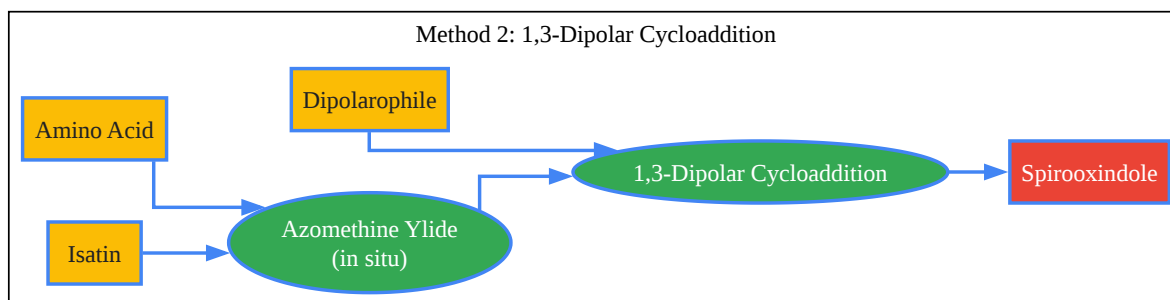 Method 2: 1,3-Dipolar Cycloaddition
Dipolarophile
Amino Acid
1,3-Dipolar Cycloaddition
Spirooxindole
Azomethine Ylide
(in situ)
Isatin